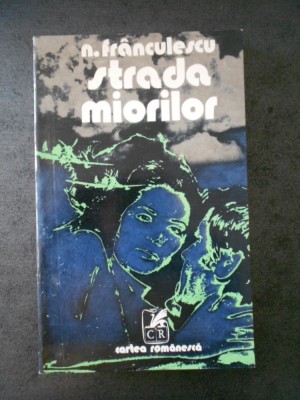 n. frânculescu
strada
miorilor
CR
cartea românească